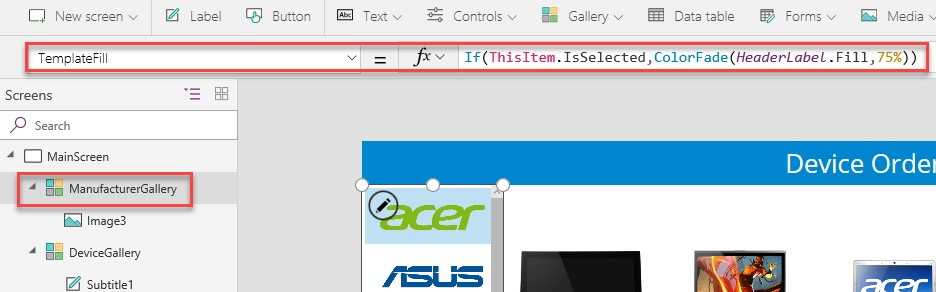 New screen Label Button Text Controls Gallery Data table Forms Media
TemplateFill = fx If(ThisItem.IsSelected,ColorFade(HeaderLabel.Fill,75%))
Screens
Search
MainScreen
ManufacturerGallery
Image3
DeviceGallery
Subtitle1
Abc
Device Order
acer
ASUS
acer